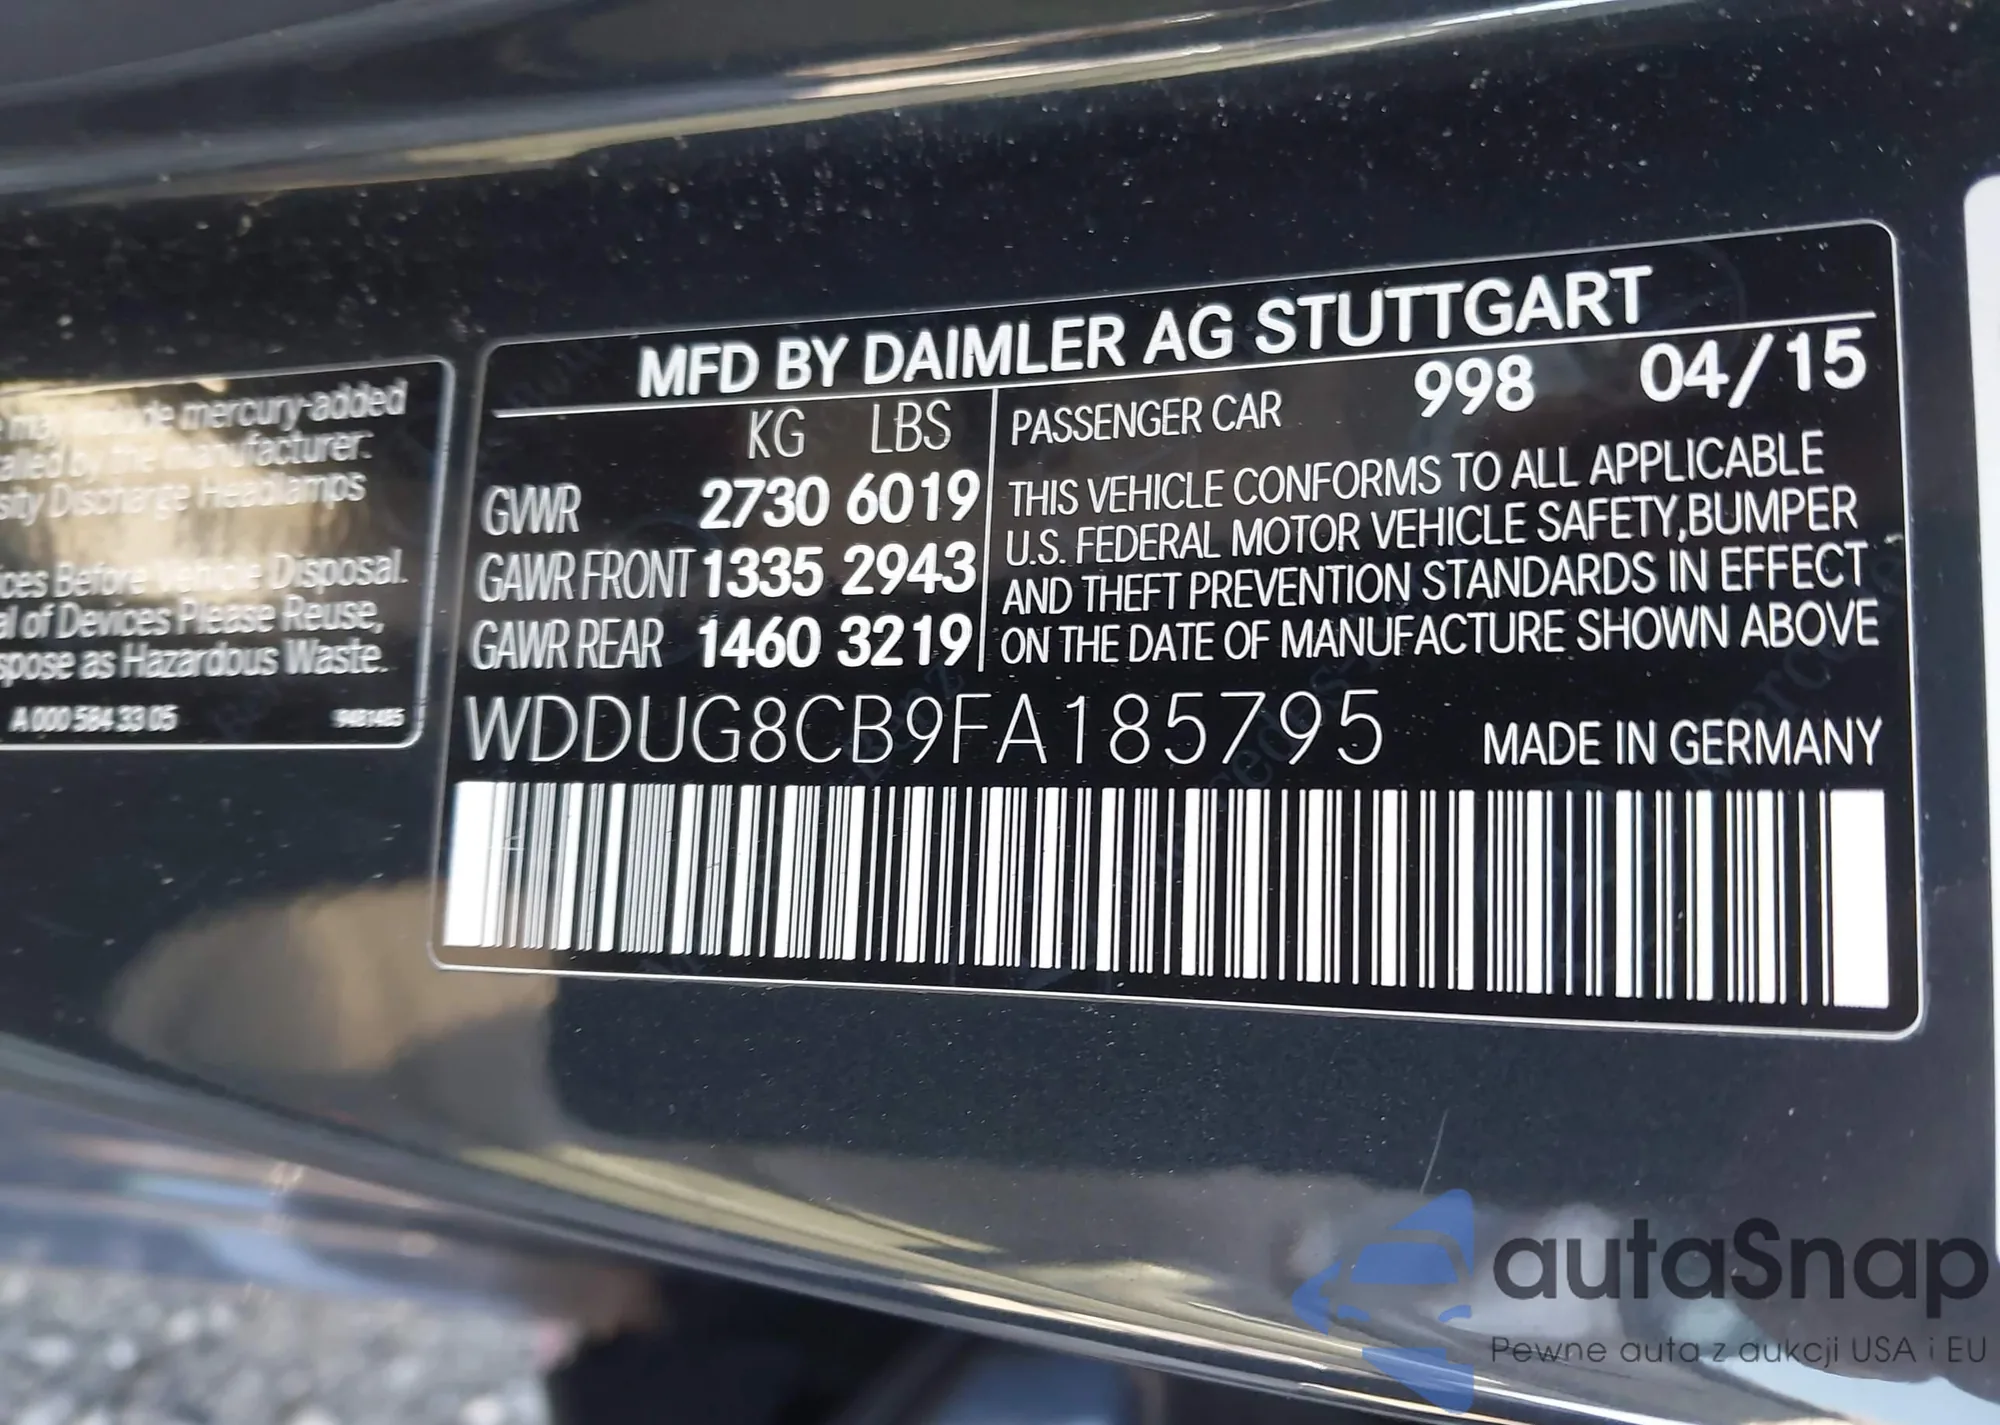 mercury-added
by the manufacturer:
Discharge Headlamps
Before Vehicle Disposal.
of Devices Please Reuse,
as Hazardous Waste.
A 000 584 33 05
MFD BY DAIMLER AG STUTTGART
KG LBS
GVWR 2730 6019
GAWR FRONT 1335 2943
GAWR REAR 1460 3219
PASSENGER CAR 998 04/15
THIS VEHICLE CONFORMS TO ALL APPLICABLE
U.S. FEDERAL MOTOR VEHICLE SAFETY,BUMPER
AND THEFT PREVENTION STANDARDS IN EFFECT
ON THE DATE OF MANUFACTURE SHOWN ABOVE
WDDUG8CB9FA185795 MADE IN GERMANY
autaSnap
Pewne auta z aukcji USA i EU